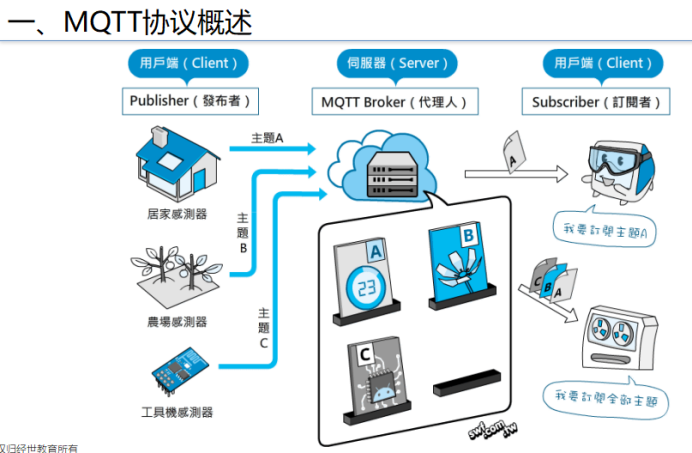 一、MQTT协议概述
用戶端（Client）
伺服器（Server）
用戶端（Client）
Publisher（發布者）
MQTT Broker（代理人）
Subscriber（訂閱者）
主題A
A
居家感測器
我要訂閱主題A
主題B
A
B
23
C
B
A
農場感測器
主題C
C
工具機感測器
我要訂閱全部主題
swf.com.tw
权归经世教育所有